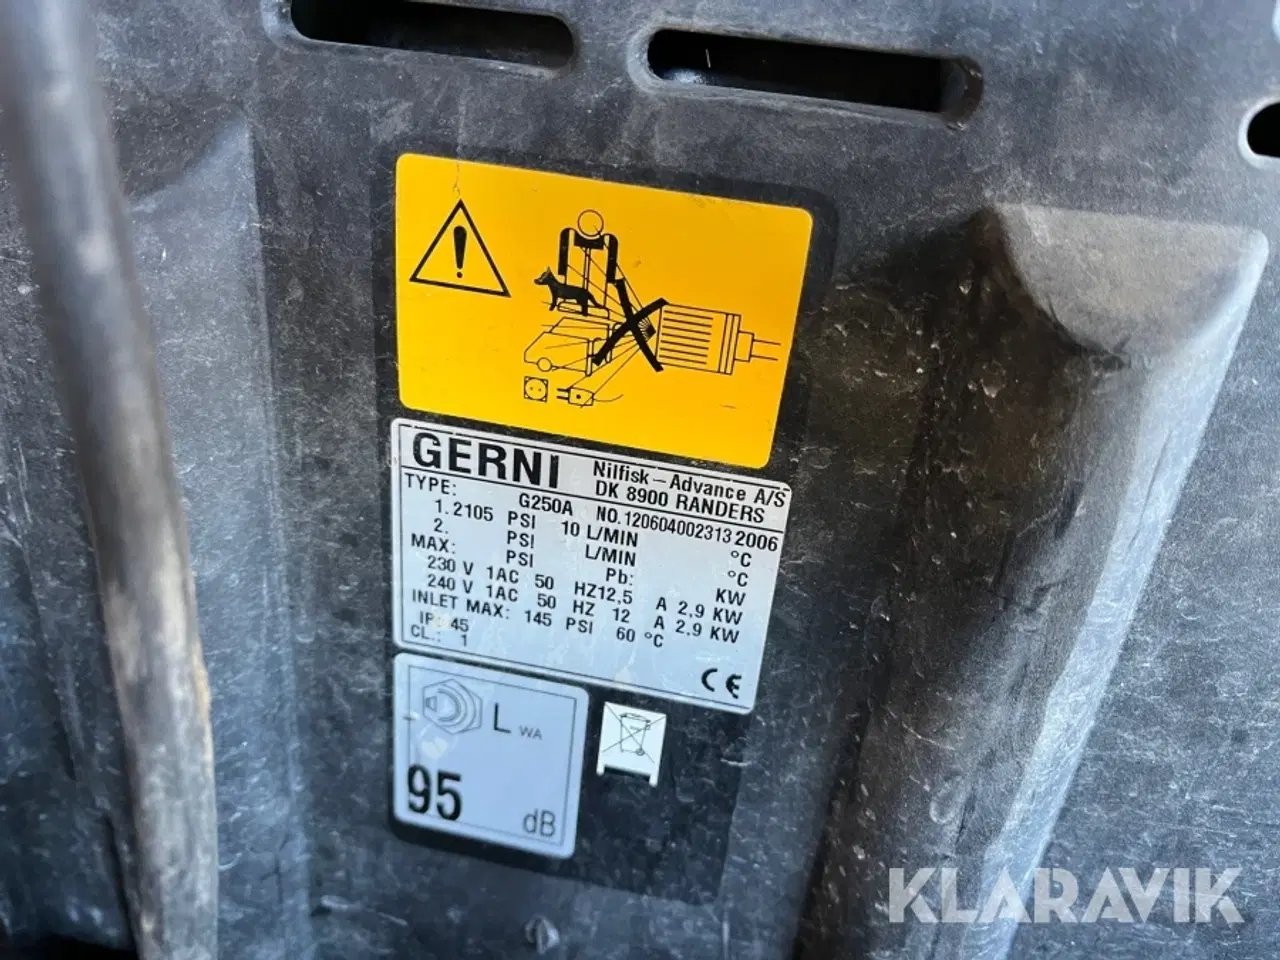 GERNI Nilfisk-Advance A/S
DK 8900 RANDERS
TYPE: G250A NO.120604002313 2006
1. 2105 PSI 10 L/MIN °C
2. PSI L/MIN °C
MAX: PSI Pb: KW
230 V 1AC 50 HZ12,5 A 2,9 KW
240 V 1AC 50 HZ 12 A 2,9 KW
INLET MAX: 145 PSI 60 °C
IP: 45
CL.: 1
CE
L WA
95 dB
KLARAVIK